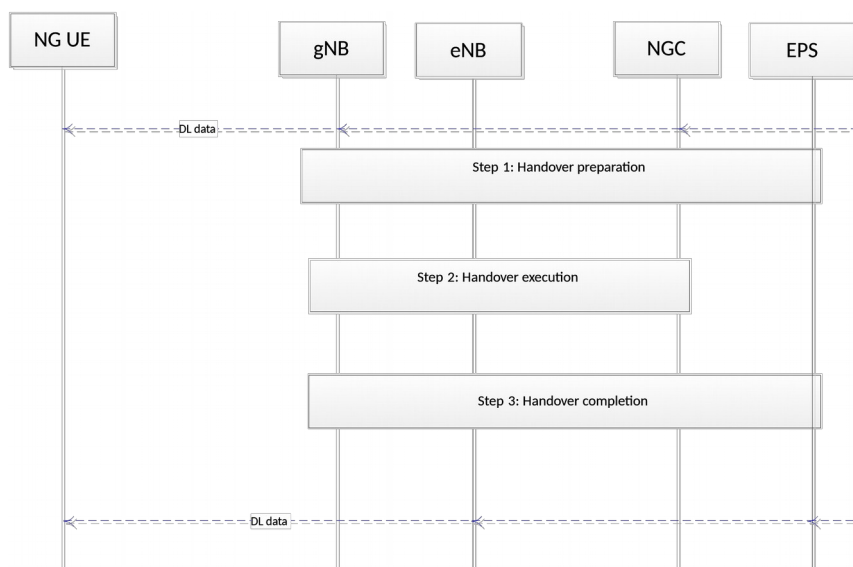 NG UE
gNB
eNB
NGC
EPS
DL data
Step 1: Handover preparation
Step 2: Handover execution
Step 3: Handover completion
DL data